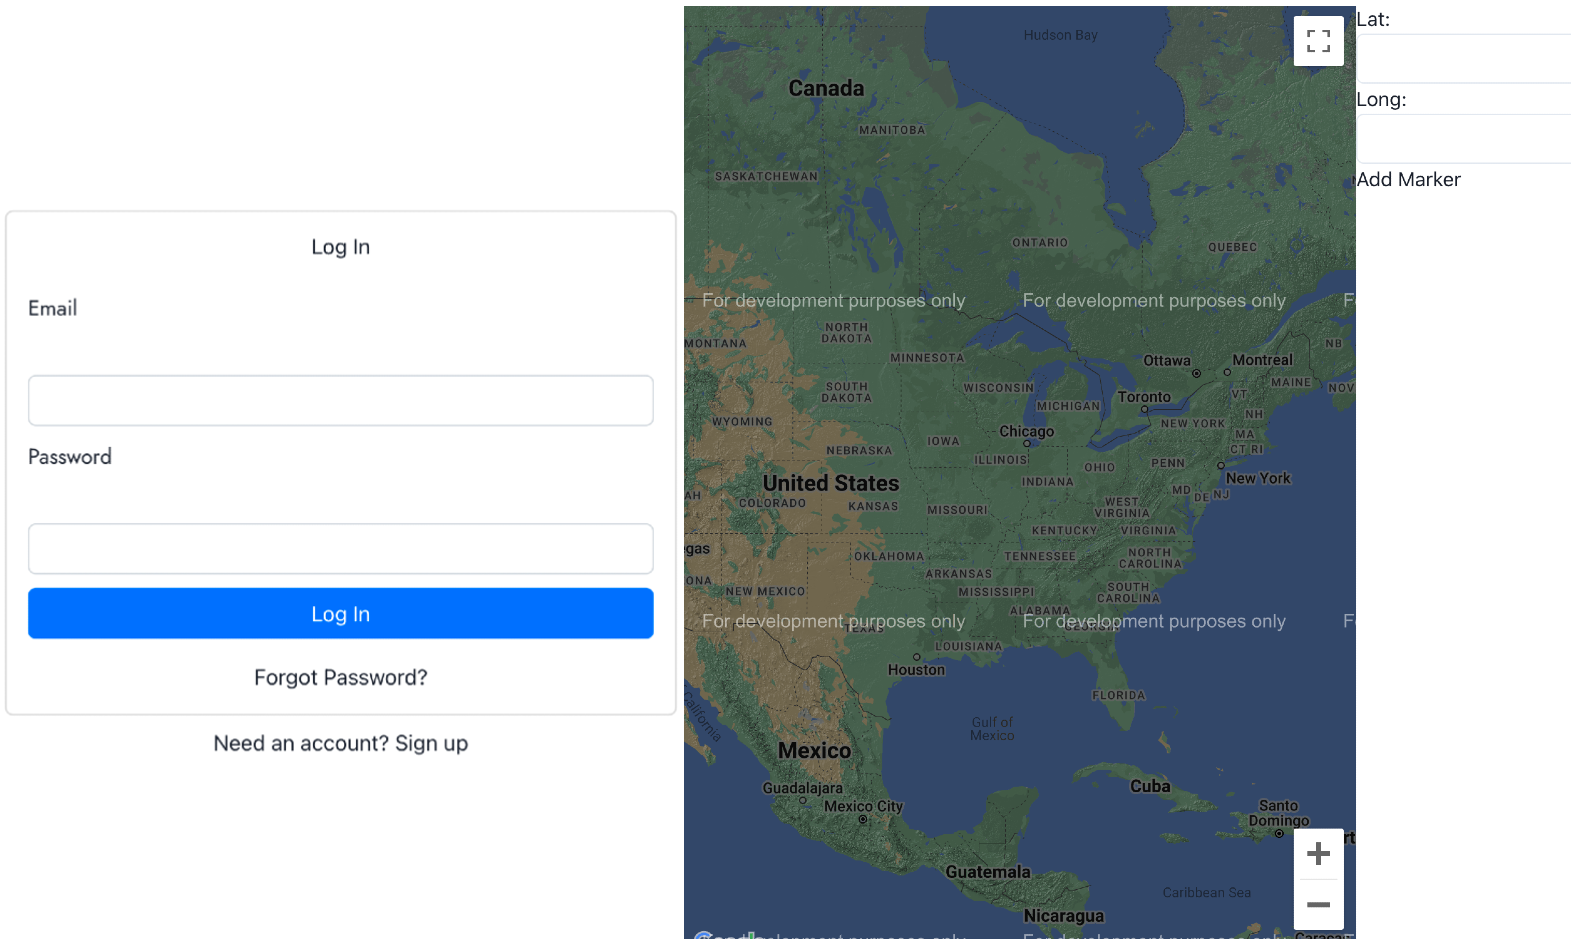 Log In
Email
Password
Log In
Forgot Password?
Need an account? Sign up
Hudson Bay
Canada
MANITOBA
SASKATCHEWAN
ONTARIO
QUEBEC
For development purposes only
For development purposes only
NORTH
DAKOTA
MONTANA
MINNESOTA
NB
Ottawa
Montreal
SOUTH
DAKOTA
WISCONSIN
MAINE
NOV
VT
Toronto
MICHIGAN
NH
WYOMING
NEW YORK
MA
Chicago
IOWA
CT RI
NEBRASKA
ILLINOIS
OHIO
PENN
INDIANA
New York
United States
MD
DE
NJ
AH
COLORADO
KANSAS
MISSOURI
WEST
VIRGINIA
KENTUCKY
VIRGINIA
gas
OKLAHOMA
TENNESSEE
NORTH
CAROLINA
ARKANSAS
ONA
NEW MEXICO
MISSISSIPPI
SOUTH
CAROLINA
ALABAMA
For development purposes only
For development purposes only
TEXAS
GEORGIA
LOUISIANA
Houston
FLORIDA
California
Gulf of
Mexico
Mexico
Guadalajara
Mexico City
Cuba
Santo
Domingo
Guatemala
Caribbean Sea
Nicaragua
Lat:
Long:
Add Marker